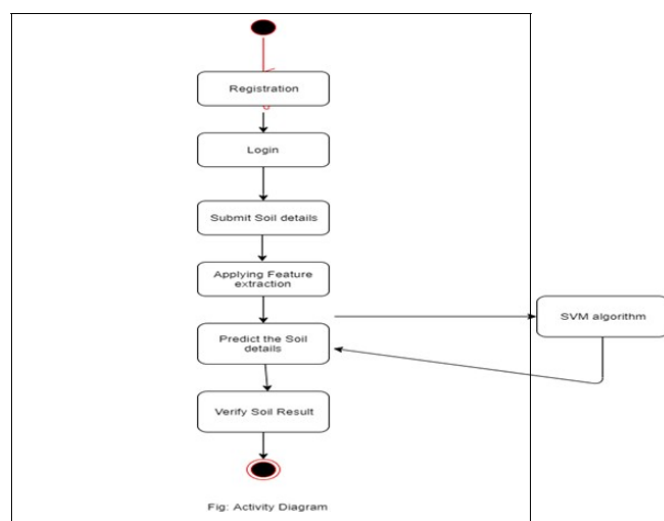 Registration
Login
Submit Soil details
Applying Feature
extraction
SVM algorithm
Predict the Soil
details
Verify Soil Result
Fig: Activity Diagram